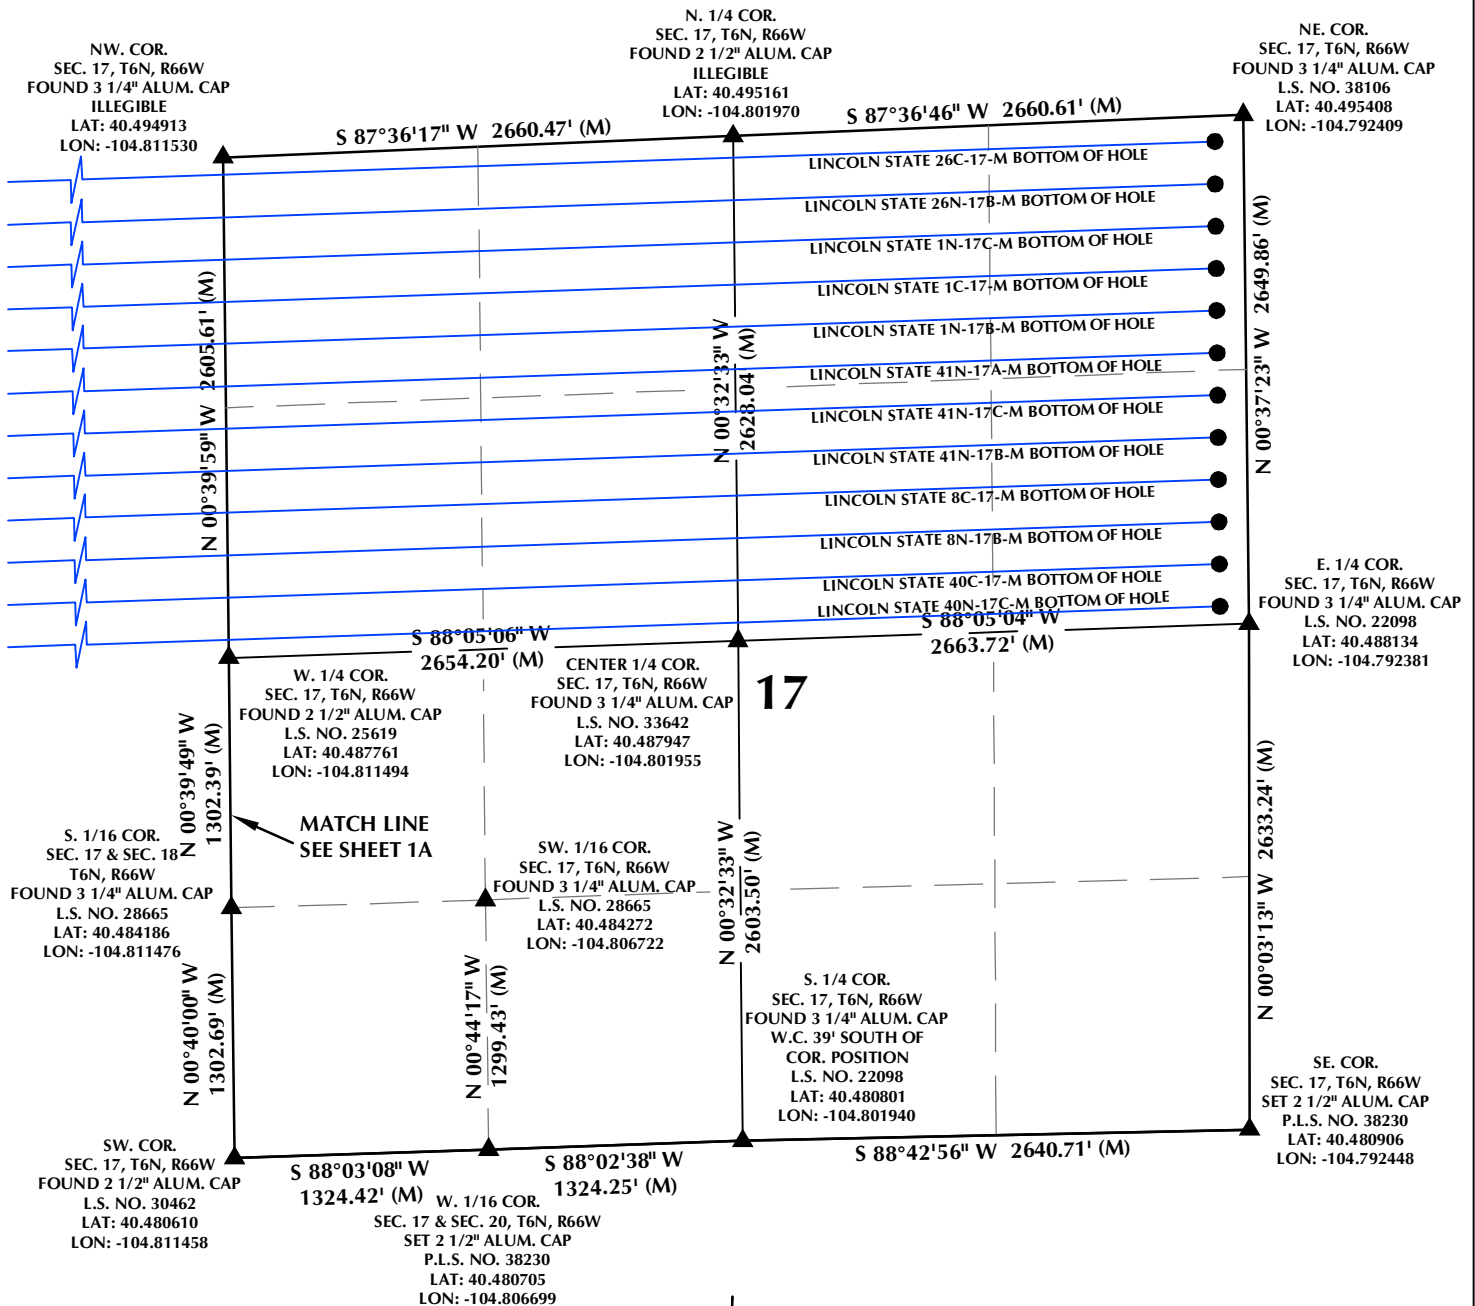 N. 1/4 COR.
SEC. 17, T6N, R66W
FOUND 2 1/2" ALUM. CAP
ILLEGIBLE
LAT: 40.495161
LON: -104.801970
NW. COR.
SEC. 17, T6N, R66W
FOUND 3 1/4" ALUM. CAP
ILLEGIBLE
LAT: 40.494913
LON: -104.811530
NE. COR.
SEC. 17, T6N, R66W
FOUND 3 1/4" ALUM. CAP
L.S. NO. 38106
LAT: 40.495408
LON: -104.792409
S 87°36'17" W 2660.47' (M)
S 87°36'46" W 2660.61' (M)
LINCOLN STATE 26C-17-M BOTTOM OF HOLE
LINCOLN STATE 26N-17B-M BOTTOM OF HOLE
LINCOLN STATE 1N-17C-M BOTTOM OF HOLE
LINCOLN STATE 1C-17-M BOTTOM OF HOLE
LINCOLN STATE 1N-17B-M BOTTOM OF HOLE
LINCOLN STATE 41N-17A-M BOTTOM OF HOLE
LINCOLN STATE 41N-17C-M BOTTOM OF HOLE
LINCOLN STATE 41N-17B-M BOTTOM OF HOLE
LINCOLN STATE 8C-17-M BOTTOM OF HOLE
LINCOLN STATE 8N-17B-M BOTTOM OF HOLE
LINCOLN STATE 40C-17-M BOTTOM OF HOLE
LINCOLN STATE 40N-17C-M BOTTOM OF HOLE
N 00°39'59" W 2605.61' (M)
N 00°32'33" W
2628.04' (M)
N 00°37'23" W 2649.86' (M)
S 88°05'06" W
2654.20' (M)
S 88°05'04" W
2663.72' (M)
E. 1/4 COR.
SEC. 17, T6N, R66W
FOUND 3 1/4" ALUM. CAP
L.S. NO. 22098
LAT: 40.488134
LON: -104.792381
W. 1/4 COR.
SEC. 17, T6N, R66W
FOUND 2 1/2" ALUM. CAP
L.S. NO. 25619
LAT: 40.487761
LON: -104.811494
CENTER 1/4 COR.
SEC. 17, T6N, R66W
FOUND 3 1/4" ALUM. CAP
L.S. NO. 33642
LAT: 40.487947
LON: -104.801955
17
N 00°39'49" W
1302.39' (M)
MATCH LINE
SEE SHEET 1A
S. 1/16 COR.
SEC. 17 & SEC. 18
T6N, R66W
FOUND 3 1/4" ALUM. CAP
L.S. NO. 28665
LAT: 40.484186
LON: -104.811476
SW. 1/16 COR.
SEC. 17, T6N, R66W
FOUND 3 1/4" ALUM. CAP
L.S. NO. 28665
LAT: 40.484272
LON: -104.806722
N 00°32'33" W
2603.50' (M)
N 00°03'13" W 2633.24' (M)
N 00°40'00" W
1302.69' (M)
N 00°44'17" W
1299.43' (M)
S. 1/4 COR.
SEC. 17, T6N, R66W
FOUND 3 1/4" ALUM. CAP
W.C. 39' SOUTH OF
COR. POSITION
L.S. NO. 22098
LAT: 40.480801
LON: -104.801940
SE. COR.
SEC. 17, T6N, R66W
SET 2 1/2" ALUM. CAP
P.L.S. NO. 38230
LAT: 40.480906
LON: -104.792448
SW. COR.
SEC. 17, T6N, R66W
FOUND 2 1/2" ALUM. CAP
L.S. NO. 30462
LAT: 40.480610
LON: -104.811458
S 88°03'08" W
1324.42' (M)
S 88°02'38" W
1324.25' (M)
S 88°42'56" W 2640.71' (M)
W. 1/16 COR.
SEC. 17 & SEC. 20, T6N, R66W
SET 2 1/2" ALUM. CAP
P.L.S. NO. 38230
LAT: 40.480705
LON: -104.806699